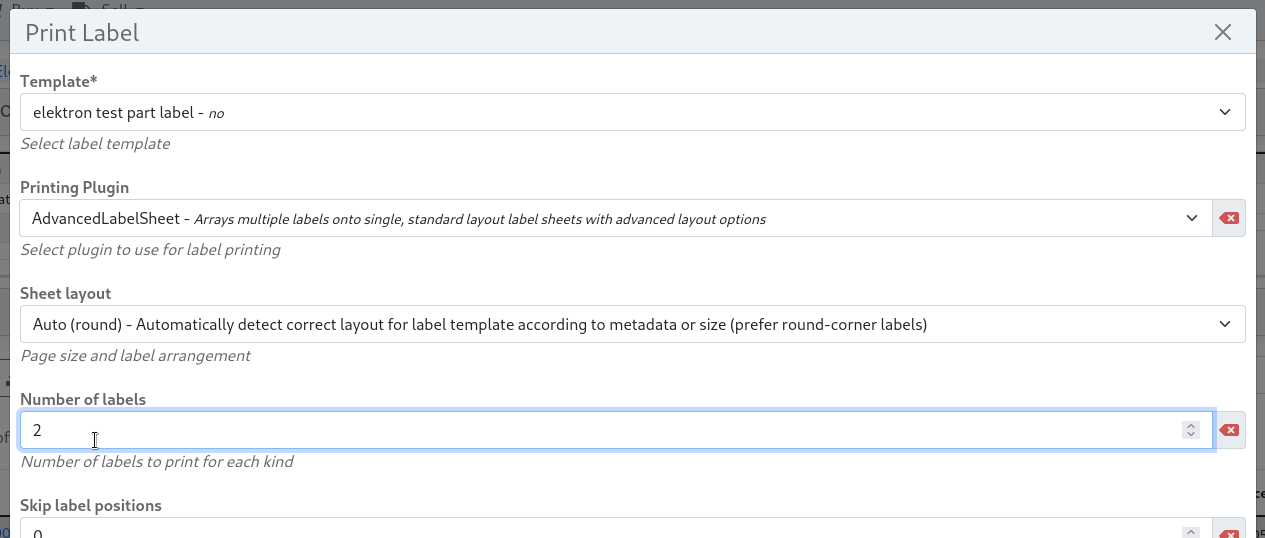 Buy
Sell
Print Label
Template*
elektron test part label - no
Select label template
Printing Plugin
AdvancedLabelSheet - Arrays multiple labels onto single, standard layout label sheets with advanced layout options
Select plugin to use for label printing
Sheet layout
Auto (round) - Automatically detect correct layout for label template according to metadata or size (prefer round-corner labels)
Page size and label arrangement
Number of labels
2
Number of labels to print for each kind
Skip label positions
0